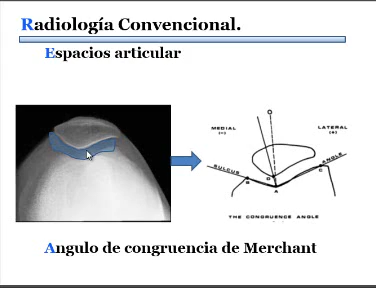 Radiología Convencional.
Espacios articular
MEDIAL
(-)
LATERAL
(+)
SULCUS
ANGLE
O
B
D
C
A
THE CONGRUENCE ANGLE
Angulo de congruencia de Merchant